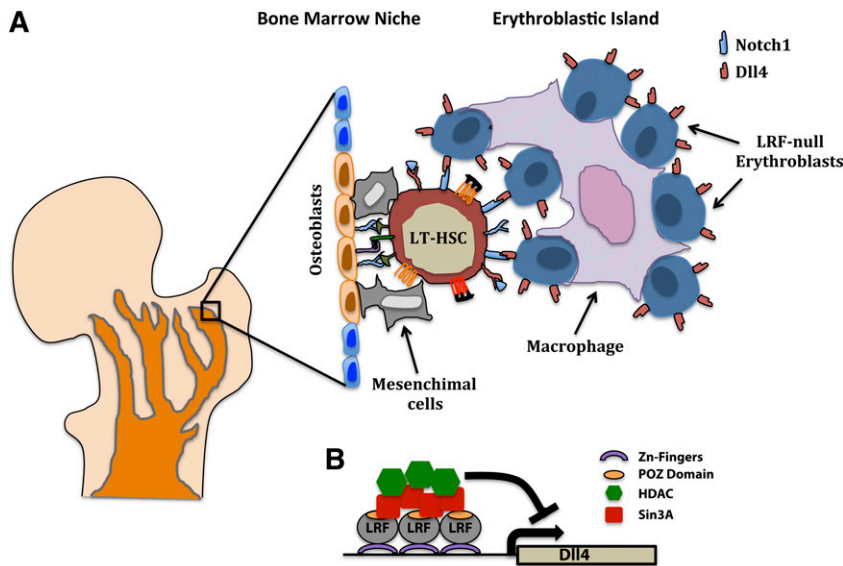 A
Bone Marrow Niche
Erythroblastic Island
Notch1
Dll4
LRF-null
Erythroblasts
Osteoblasts
LT-HSC
Macrophage
Mesenchimal
cells
B
Zn-Fingers
POZ Domain
HDAC
Sin3A
LRF
LRF
LRF
Dll4